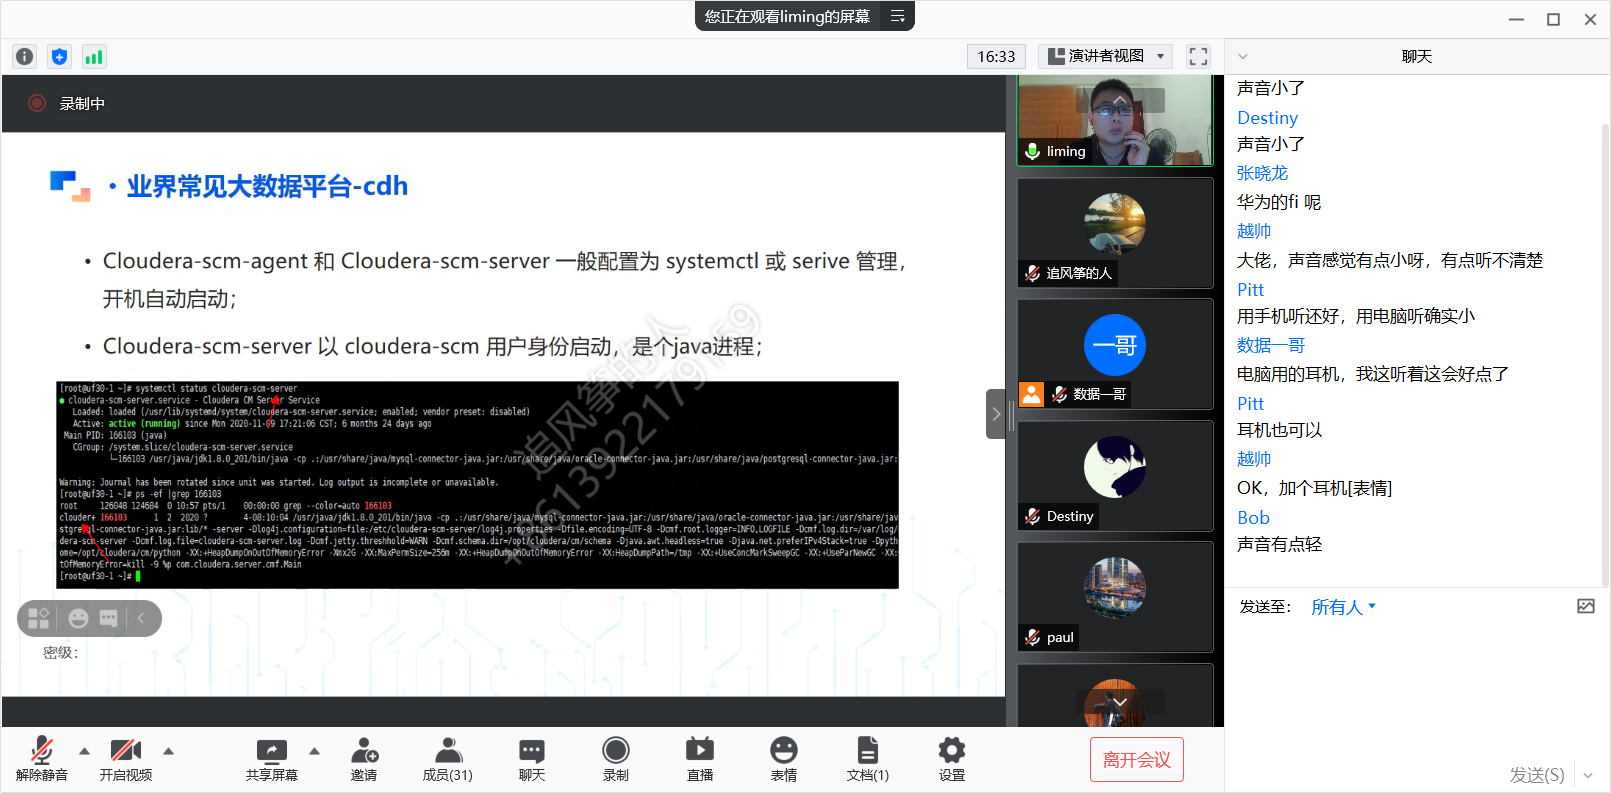 您正在观看liming的屏幕
16:33
演讲者视图
聊天
录制中
• 业界常见大数据平台-cdh
• Cloudera-scm-agent 和 Cloudera-scm-server 一般配置为 systemctl 或 serive 管理，
开机自动启动；
• Cloudera-scm-server 以 cloudera-scm 用户身份启动，是个java进程；
[root@uf30-1 ~]# systemctl status cloudera-scm-server
● cloudera-scm-server.service - Cloudera CM Server Service
Loaded: loaded (/usr/lib/systemd/system/cloudera-scm-server.service; enabled; vendor preset: disabled)
Active: active (running) since Mon 2020-11-09 17:21:06 CST; 6 months 24 days ago
Main PID: 166103 (java)
CGroup: /system.slice/cloudera-scm-server.service
└─166103 /usr/java/jdk1.8.0_201/bin/java -cp .:/usr/share/java/mysql-connector-java.jar:/usr/share/java/oracle-connector-java.jar:/usr/share/java/postgresql-connector-java.jar:
Warning: Journal has been rotated since unit was started. Log output is incomplete or unavailable.
[root@uf30-1 ~]# ps -ef |grep 166103
root 126048 124684 0 10:57 pts/1 00:00:00 grep --color=auto 166103
clouder+ 166103 1 2 2020 ? 4-08:10:04 /usr/java/jdk1.8.0_201/bin/java -cp .:/usr/share/java/mysql-connector-java.jar:/usr/share/java/oracle-connector-java.jar:/usr/share/jav
stgresql-connector-java.jar:lib/* -server -Dlog4j.configuration=file:/etc/cloudera-scm-server/log4j.properties -Dfile.encoding=UTF-8 -Dcmf.root.logger=INFO,LOGFILE -Dcmf.log.dir=/var/log/
dera-scm-server -Dcmf.log.file=cloudera-scm-server.log -Dcmf.jetty.threshhold=WARN -Dcmf.schema.dir=/opt/cloudera/cm/schema -Djava.awt.headless=true -Djava.net.preferIPv4Stack=true -Dpyth
ome=/opt/cloudera/cm/python -XX:+HeapDumpOnOutOfMemoryError -Xmx2G -XX:MaxPermSize=256m -XX:+HeapDumpOnOutOfMemoryError -XX:HeapDumpPath=/tmp -XX:+UseConcMarkSweepGC -XX:+UseParNewGC -XX:
tOfMemoryError=kill -9 %p com.cloudera.server.cmf.Main
[root@uf30-1 ~]#
追风筝的人
+8613922179159
密级：
liming
追风筝的人
一哥
数据一哥
Destiny
paul
声音小了
Destiny
声音小了
张晓龙
华为的fi 呢
越帅
大佬，声音感觉有点小呀，有点听不清楚
Pitt
用手机听还好，用电脑听确实小
数据一哥
电脑用的耳机，我这听着这会好点了
Pitt
耳机也可以
越帅
OK，加个耳机[表情]
Bob
声音有点轻
发送至： 所有人
发送(S)
解除静音
开启视频
共享屏幕
邀请
成员(31)
聊天
录制
直播
表情
文档(1)
设置
离开会议